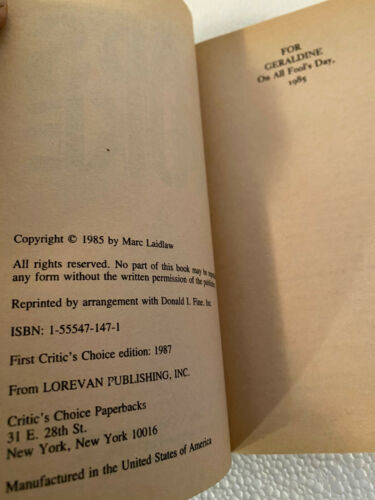 Copyright © 1985 by Marc Laidlaw
All rights reserved. No part of this book may be
any form without the written permission of the
Reprinted by arrangement with Donald I. Fine, Inc.
ISBN: 1-55547-147-1
First Critic's Choice edition: 1987
From LOREVAN PUBLISHING, INC.
Critic's Choice Paperbacks
31 E. 28th St.
New York, New York 10016
Manufactured in the United States of America
FOR
GERALDINE
On All Fool's Day,
1985